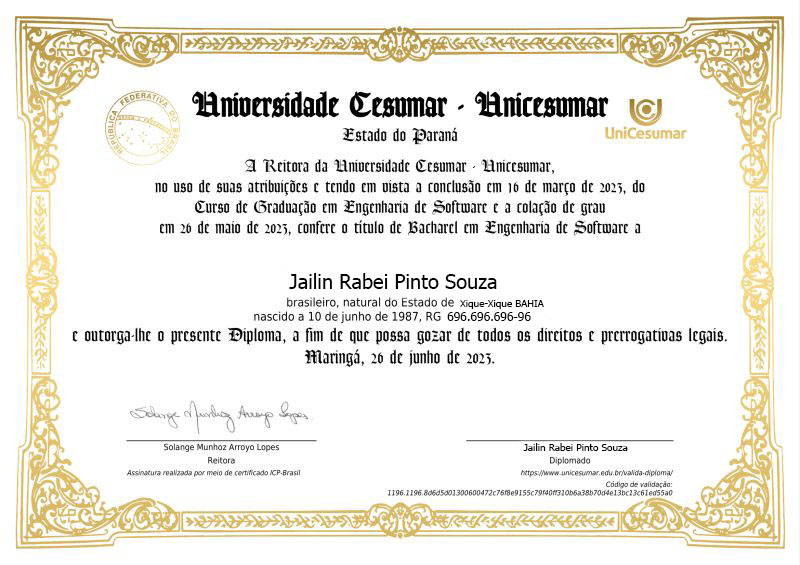 Universidade Cesumar - Unicesumar
REPÚBLICA FEDERATIVA DO BRASIL
UniCesumar
Estado do Paraná
A Reitora da Universidade Cesumar - Unicesumar,
no uso de suas atribuições e tendo em vista a conclusão em 16 de março de 2023, do
Curso de Graduação em Engenharia de Software e a colação de grau
em 26 de maio de 2023, confere o título de Bacharel em Engenharia de Software a
Jailin Rabei Pinto Souza
brasileiro, natural do Estado de Xique-Xique BAHIA
nascido a 10 de junho de 1987, RG 696.696.696-96
e outorga-lhe o presente Diploma, a fim de que possa gozar de todos os direitos e prerrogativas legais.
Maringá, 26 de junho de 2023.
Solange Munhoz Arroyo Lopes
Solange Munhoz Arroyo Lopes
Reitora
Assinatura realizada por meio de certificado ICP-Brasil
Jailin Rabei Pinto Souza
Diplomado
https://www.unicesumar.edu.br/valida-diploma/
Código de validação:
1196.1196.8d6d5d01300600472c76f8e9155c79f40ff310b6a38b70d4e13bc13c61ed55a0